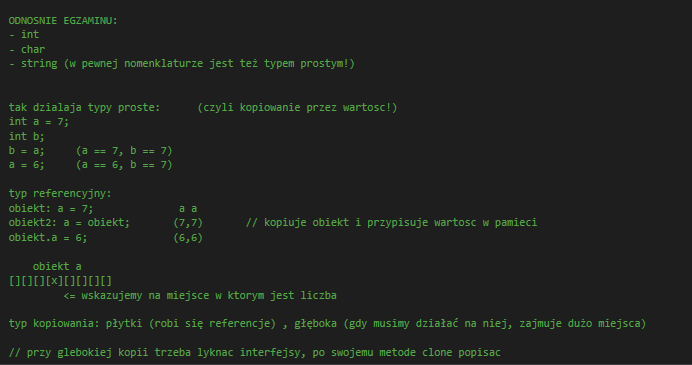 ODNOSNIE EGZAMINU:
- int
- char
- string (w pewnej nomenklaturze jest też typem prostym!)
tak dzialaja typy proste: (czyli kopiowanie przez wartosc!)
int a = 7;
int b;
b = a; (a == 7, b == 7)
a = 6; (a == 6, b == 7)
typ referencyjny:
obiekt: a = 7; a a
obiekt2: a = obiekt; (7,7) // kopiuje obiekt i przypisuje wartosc w pamieci
obiekt.a = 6; (6,6)
obiekt a
[][][][x][][][][]
<= wskazujemy na miejsce w ktorym jest liczba
typ kopiowania: płytki (robi się referencje) , głęboka (gdy musimy działać na niej, zajmuje dużo miejsca)
// przy glebokiej kopii trzeba lyknac interfejsy, po swojemu metode clone popisac